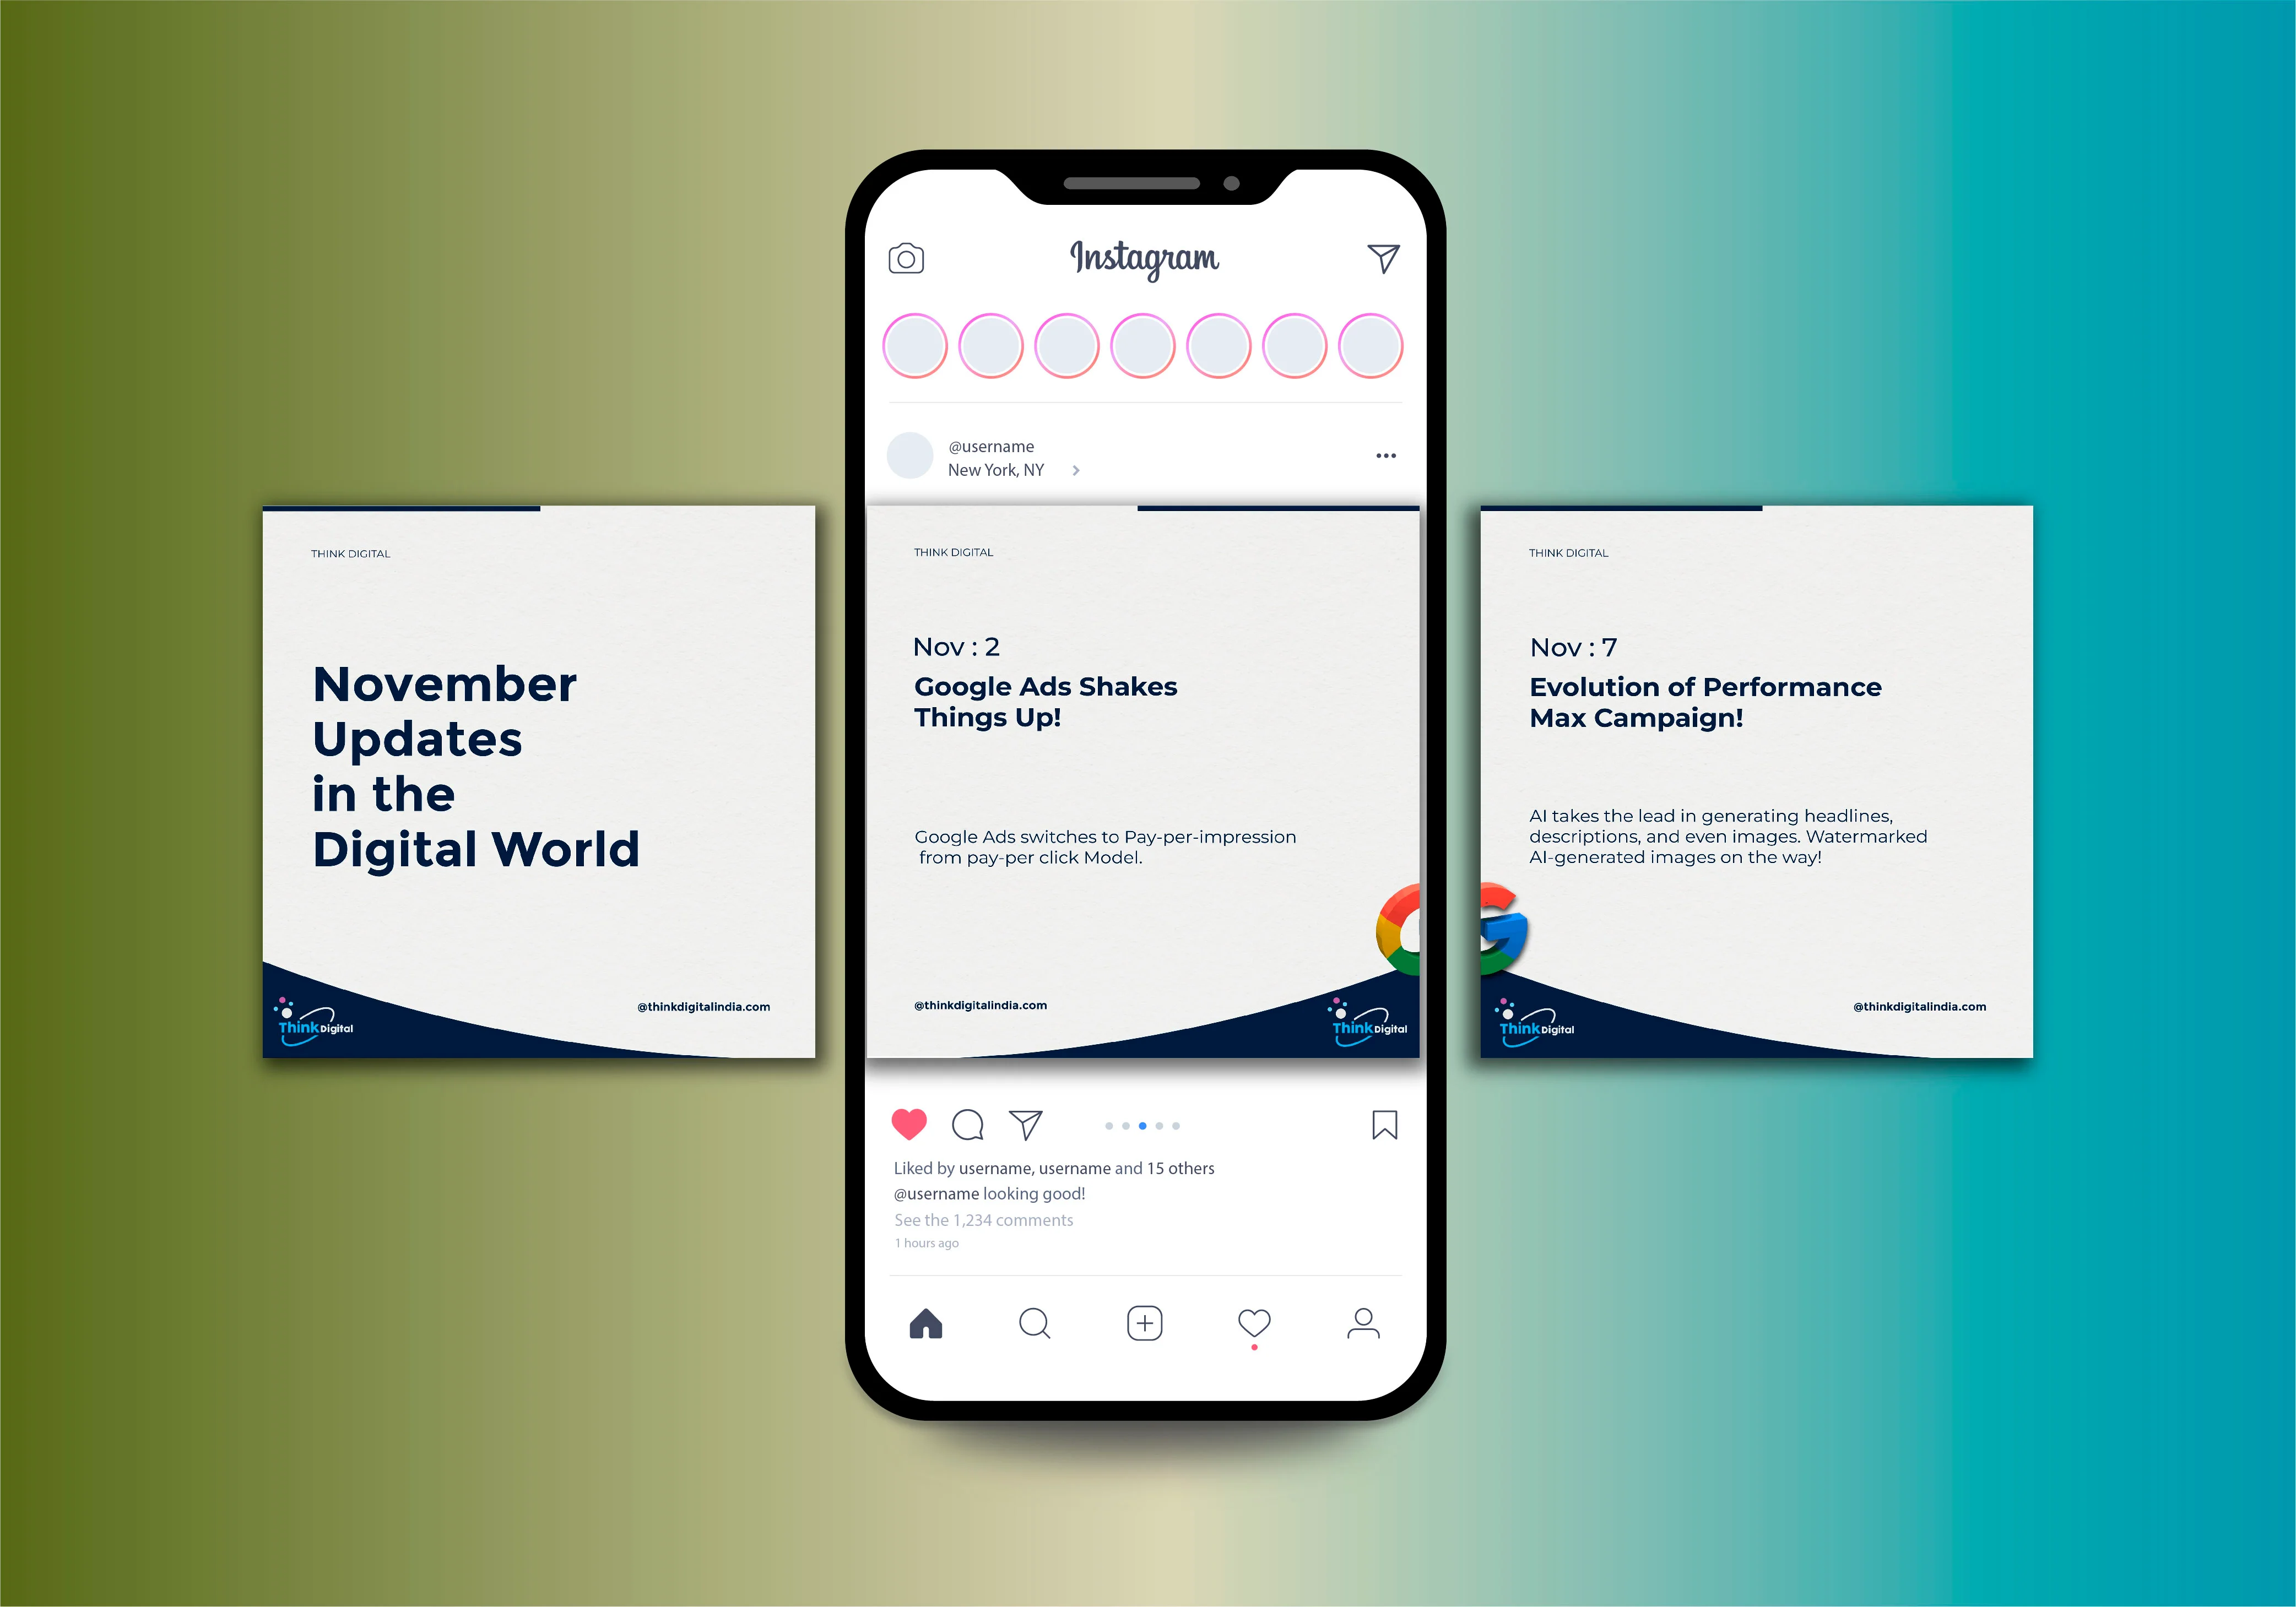 Instagram
@username
New York, NY
THINK DIGITAL
November
Updates
in the
Digital World
@thinkdigitalindia.com
Think Digital
THINK DIGITAL
Nov : 2
Google Ads Shakes
Things Up!
Google Ads switches to Pay-per-impression
from pay-per click Model.
@thinkdigitalindia.com
Think Digital
THINK DIGITAL
Nov : 7
Evolution of Performance
Max Campaign!
AI takes the lead in generating headlines,
descriptions, and even images. Watermarked
AI-generated images on the way!
@thinkdigitalindia.com
Think Digital
Liked by username, username and 15 others
@username looking good!
See the 1,234 comments
1 hours ago